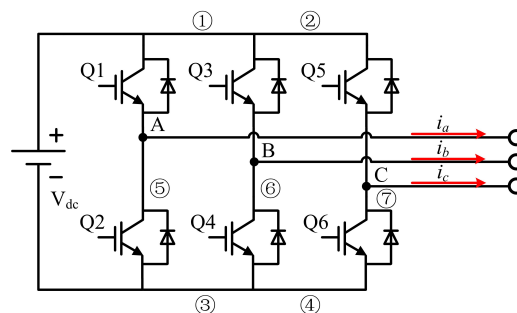 ① ②
Q1 Q3 Q5
A i_a
+ B i_b
− C i_c
V_dc ⑤ ⑥ ⑦
Q2 Q4 Q6
③ ④